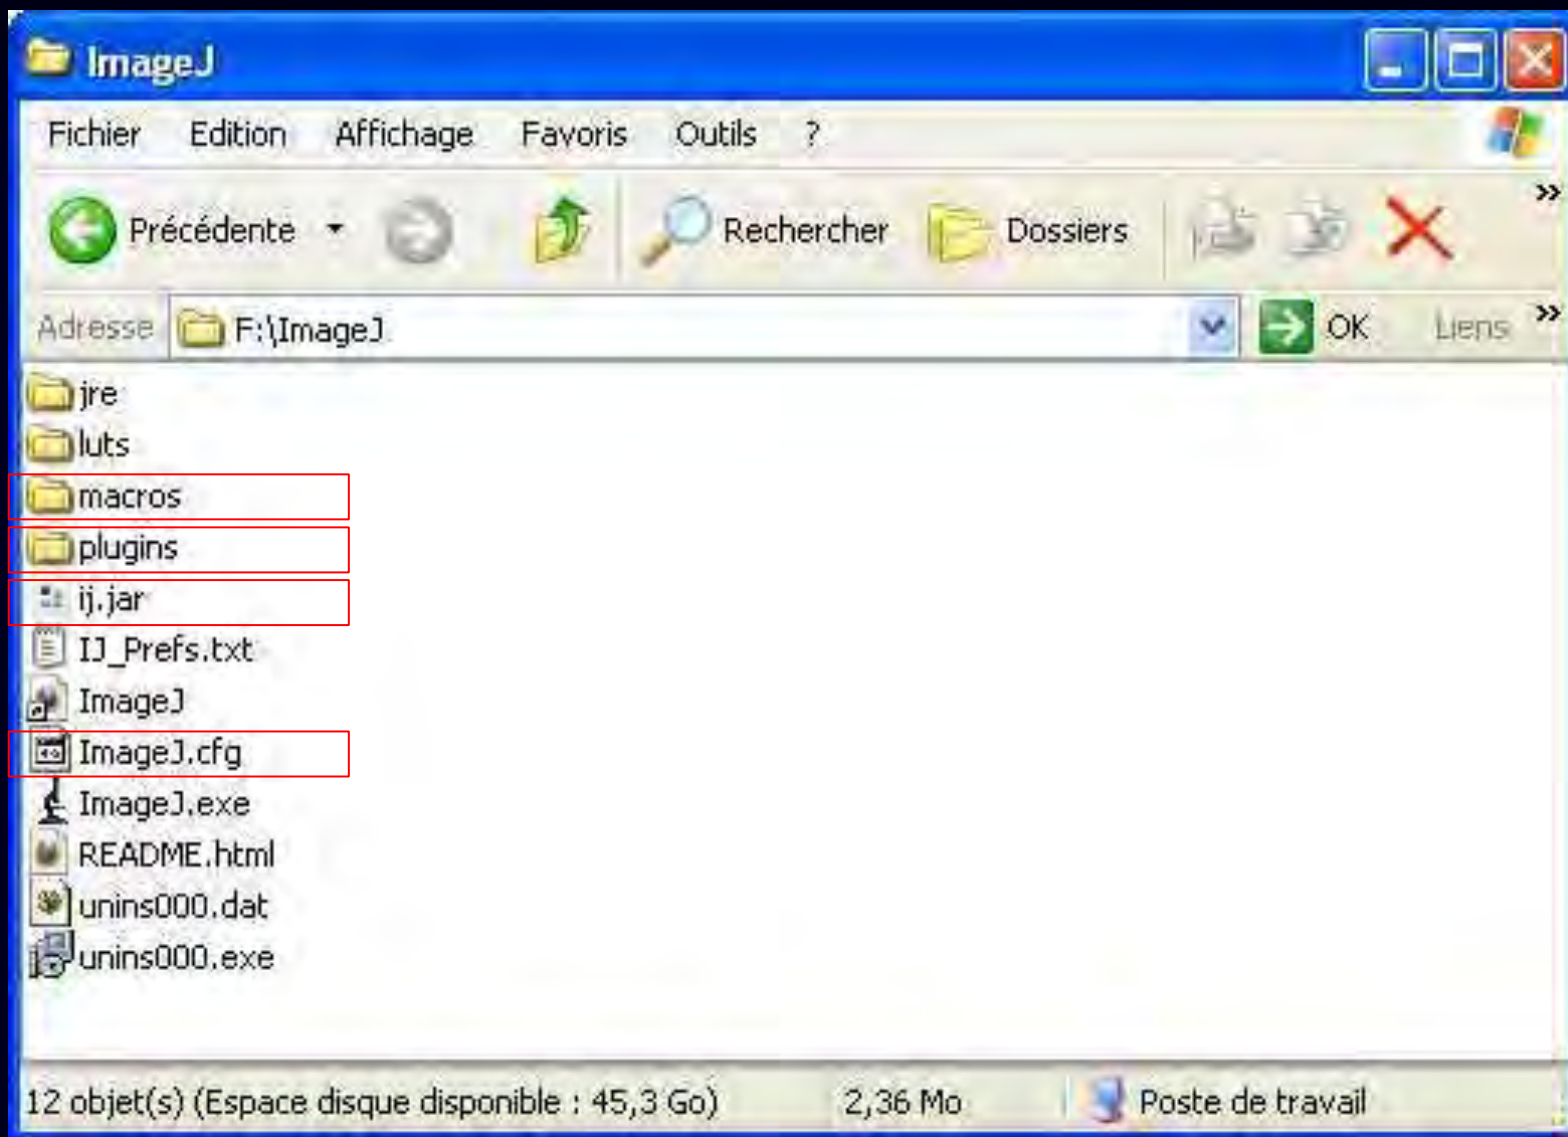 ImageJ
Fichier Edition Affichage Favoris Outils ?
Précédente Rechercher Dossiers »
Adresse F:\ImageJ OK Liens »
jre
luts
macros
plugins
ij.jar
IJ_Prefs.txt
ImageJ
ImageJ.cfg
ImageJ.exe
README.html
unins000.dat
unins000.exe
12 objet(s) (Espace disque disponible : 45,3 Go) 2,36 Mo Poste de travail